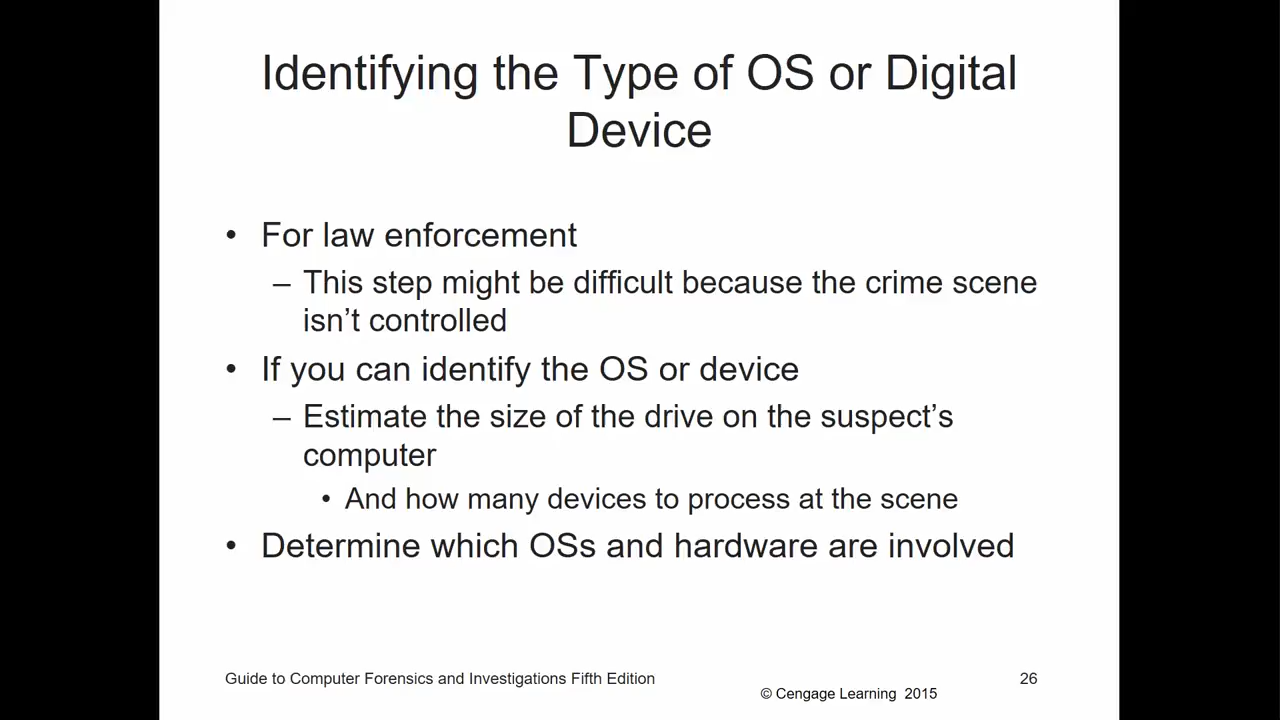 Identifying the Type of OS or Digital
Device
• For law enforcement
– This step might be difficult because the crime scene
isn’t controlled
• If you can identify the OS or device
– Estimate the size of the drive on the suspect’s
computer
• And how many devices to process at the scene
• Determine which OSs and hardware are involved
Guide to Computer Forensics and Investigations Fifth Edition
26
© Cengage Learning 2015